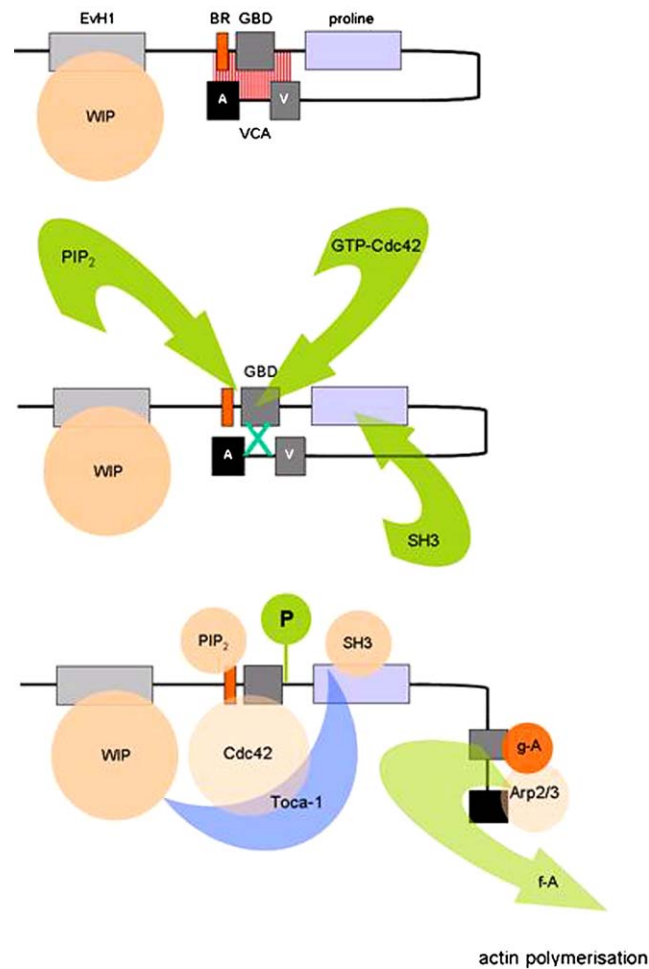 EvH1 BR GBD proline
WIP A V
VCA
PIP₂ GTP-Cdc42
GBD
WIP A V
SH3
PIP₂ P SH3
WIP Cdc42 g-A
Toca-1 Arp2/3
f-A
actin polymerisation